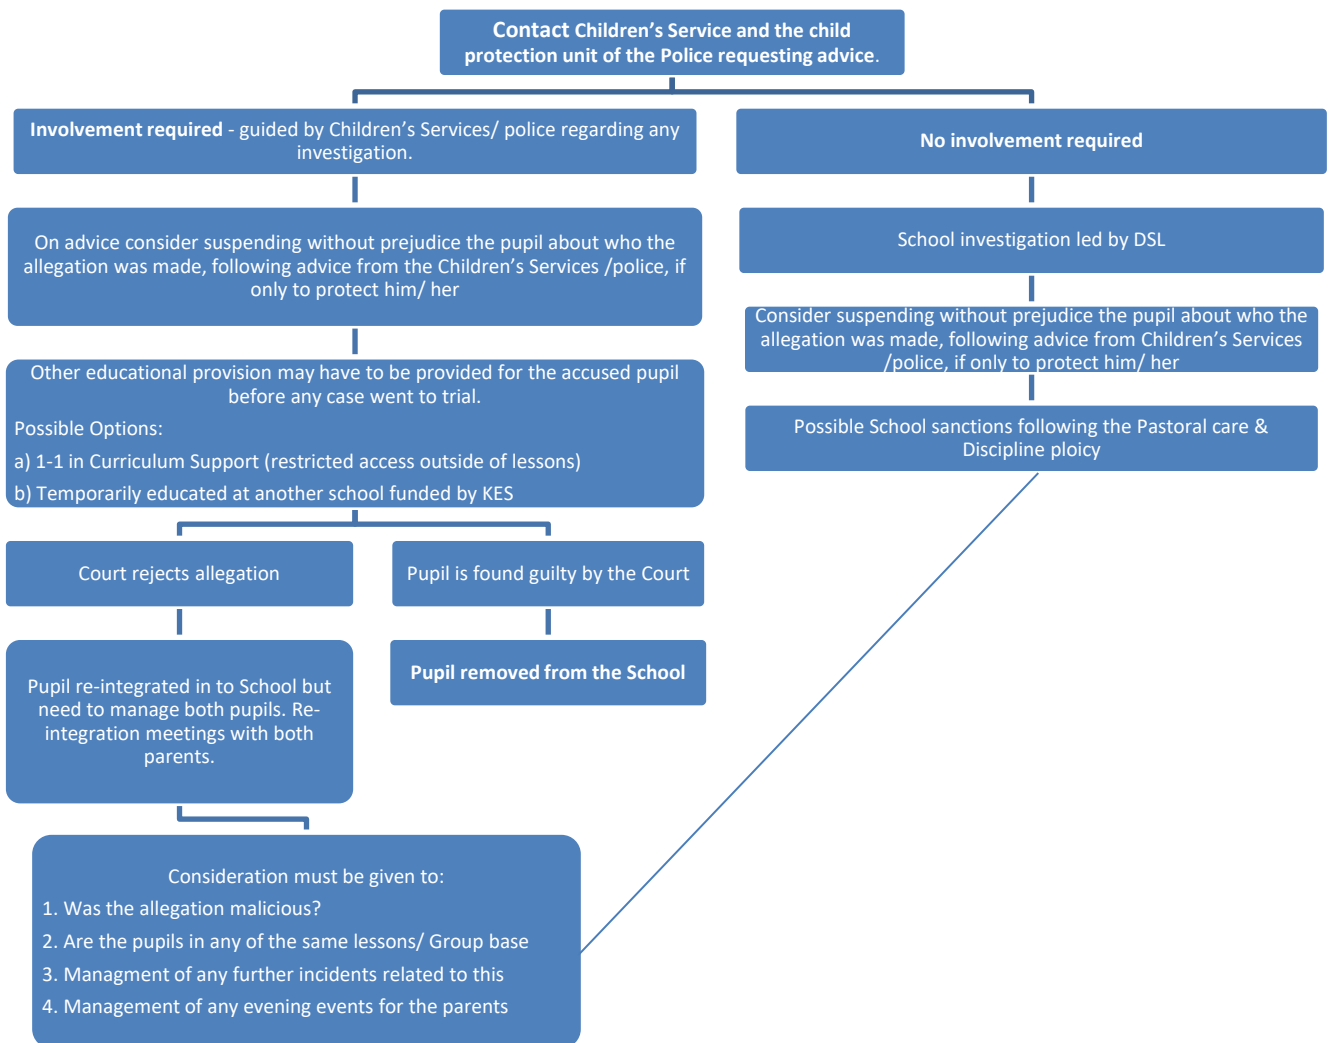 Contact Children's Service and the child
protection unit of the Police requesting advice.
Involvement required - guided by Children's Services/ police regarding any
investigation.
No involvement required
On advice consider suspending without prejudice the pupil about who the
allegation was made, following advice from the Children's Services /police, if
only to protect him/ her
School investigation led by DSL
Consider suspending without prejudice the pupil about who the
allegation was made, following advice from Children's Services
/police, if only to protect him/ her
Other educational provision may have to be provided for the accused pupil
before any case went to trial.
Possible Options:
a) 1-1 in Curriculum Support (restricted access outside of lessons)
b) Temporarily educated at another school funded by KES
Possible School sanctions following the Pastoral care &
Discipline ploicy
Court rejects allegation
Pupil is found guilty by the Court
Pupil re-integrated in to School but
need to manage both pupils. Re-
integration meetings with both
parents.
Pupil removed from the School
Consideration must be given to:
1. Was the allegation malicious?
2. Are the pupils in any of the same lessons/ Group base
3. Managment of any further incidents related to this
4. Management of any evening events for the parents